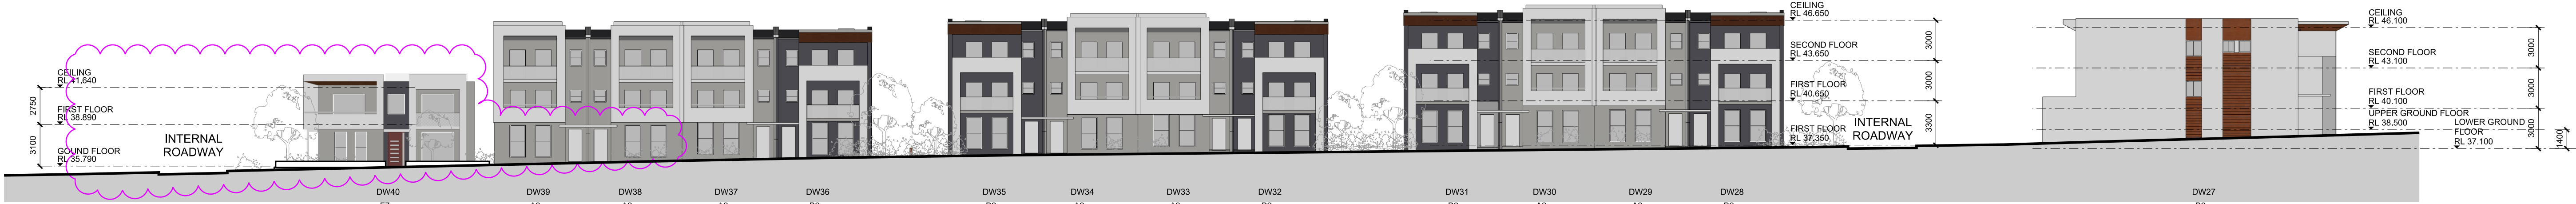 CEILING
RL 41.640
2750
FIRST FLOOR
RL 38.890
3100
GOUND FLOOR
RL 35.790
INTERNAL
ROADWAY
CEILING
RL 46.650
3000
SECOND FLOOR
RL 43.650
3000
FIRST FLOOR
RL 40.650
3300
FIRST FLOOR
RL 37.350
INTERNAL
ROADWAY
CEILING
RL 46.100
3000
SECOND FLOOR
RL 43.100
3000
FIRST FLOOR
RL 40.100
3000
UPPER GROUND FLOOR
RL 38.500
LOWER GROUND
FLOOR
RL 37.100
1400
DW40
DW39
DW38
DW37
DW36
DW35
DW34
DW33
DW32
DW31
DW30
DW29
DW28
DW27